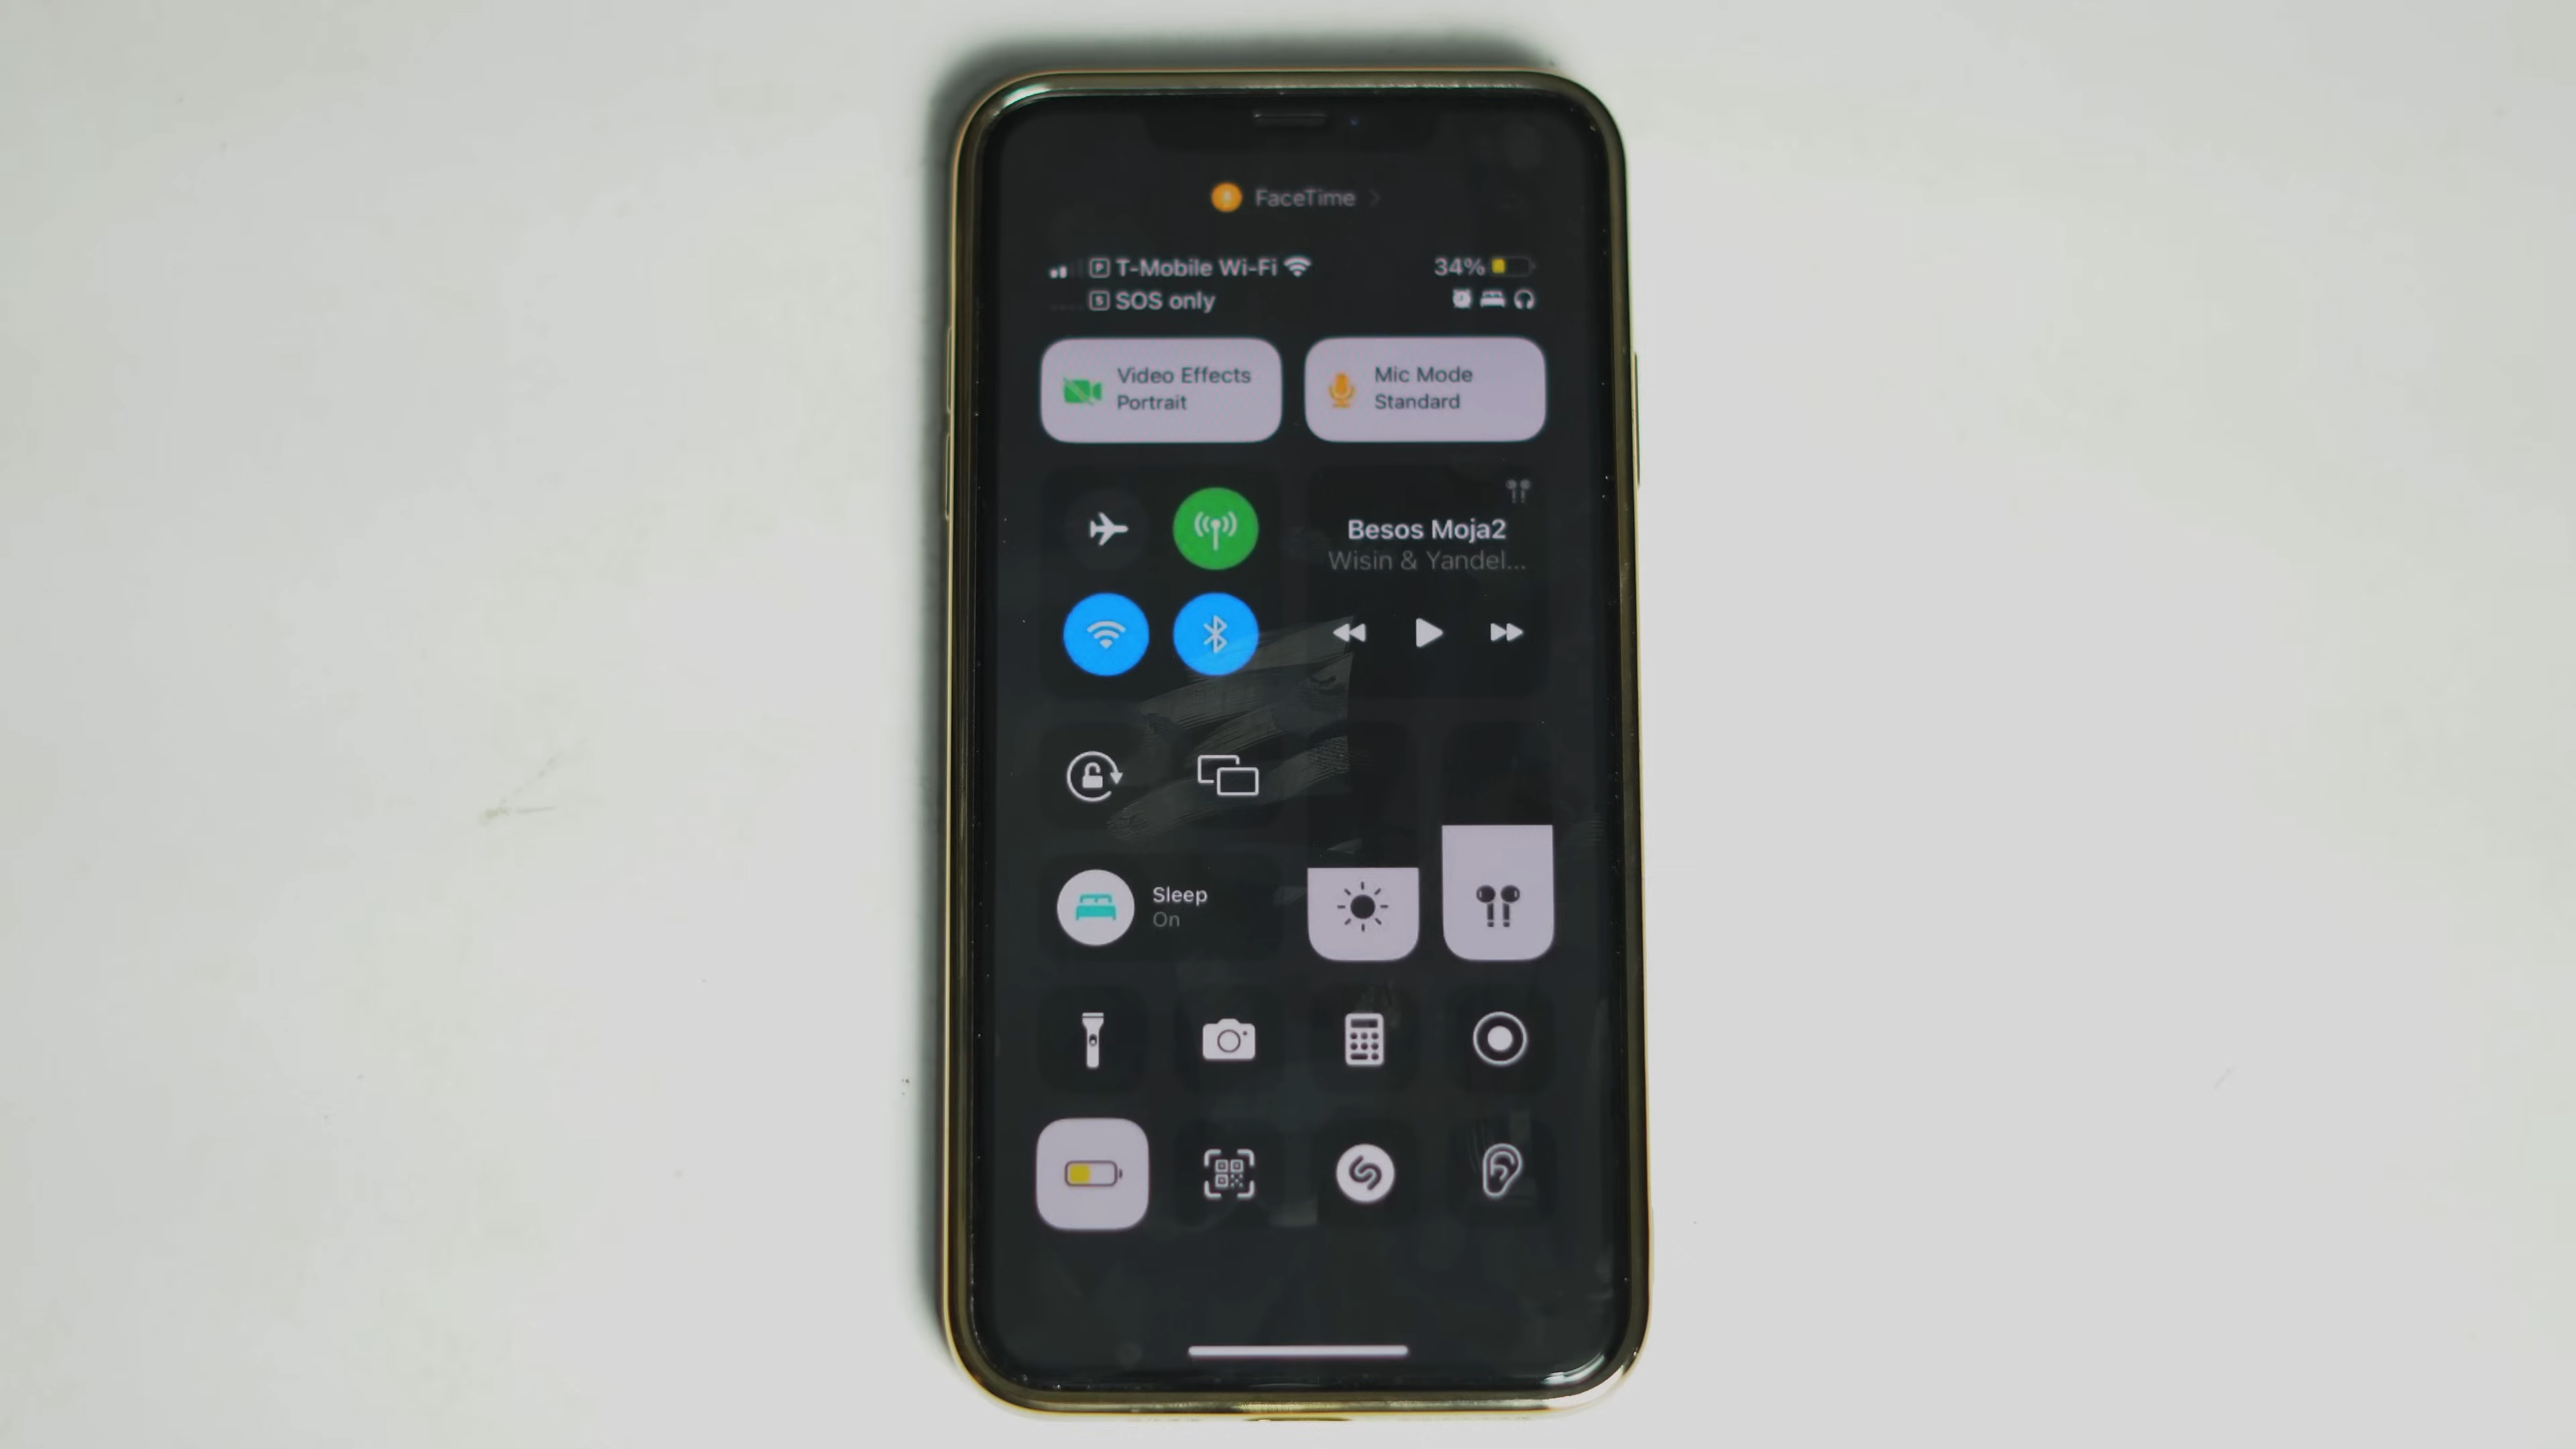 FaceTime
T-Mobile Wi-Fi 34%
SOS only
Video Effects
Portrait
Mic Mode
Standard
Besos Moja2
Wisin & Yandel...
Sleep
On